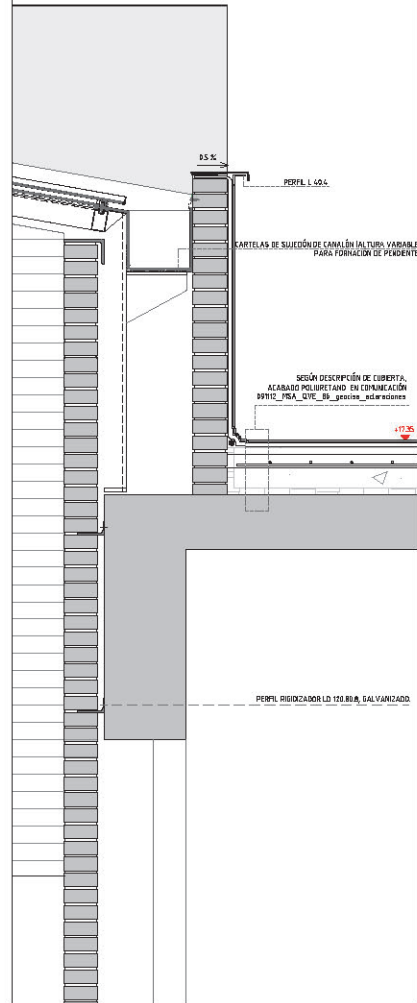 0.5 %
PERFIL L 40.4
CARTELAS DE SUJECIÓN DE CANALÓN (ALTURA VARIABLE
PARA FORMACIÓN DE PENDIENTE
SEGÚN DESCRIPCIÓN DE CUBIERTA,
ACABADO POLIURETANO EN COMUNICACIÓN
091112_MSA_QVE_Bk_geocisa_aclaraciones
+17.35
PERFIL RIGIDIZADOR LD 120.80.8, GALVANIZADO.